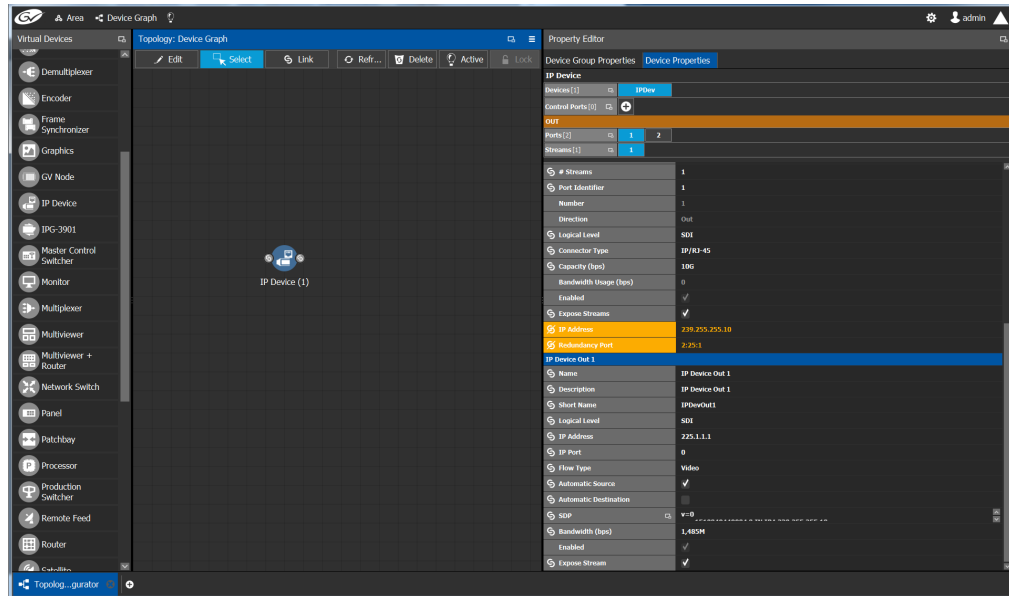 GV Area Device Graph admin
Virtual Devices
Demultiplexer
Encoder
Frame
Synchronizer
Graphics
GV Node
IP Device
IPG-3901
Master Control
Switcher
Monitor
Multiplexer
Multiviewer
Multiviewer +
Router
Network Switch
Panel
Patchbay
Processor
Production
Switcher
Remote Feed
Router
Satellite
Topology: Device Graph
Edit Select Link Refr... Delete Active Lock
IP Device (1)
Property Editor
Device Group Properties Device Properties
IP Device
Devices [1] IPDev
Control Ports [0]
OUT
Ports [2] 1 2
Streams [1] 1
# Streams 1
Port Identifier 1
Number 1
Direction Out
Logical Level SDI
Connector Type IP/RJ-45
Capacity (bps) 10G
Bandwidth Usage (bps) 0
Enabled
Expose Streams
IP Address 239.255.255.10
Redundancy Port 2:25:1
IP Device Out 1
Name IP Device Out 1
Description IP Device Out 1
Short Name IPDevOut1
Logical Level SDI
IP Address 225.1.1.1
IP Port 0
Flow Type Video
Automatic Source
Automatic Destination
SDP v=0
Bandwidth (bps) 1,485M
Enabled
Expose Stream
Topolog...gurator